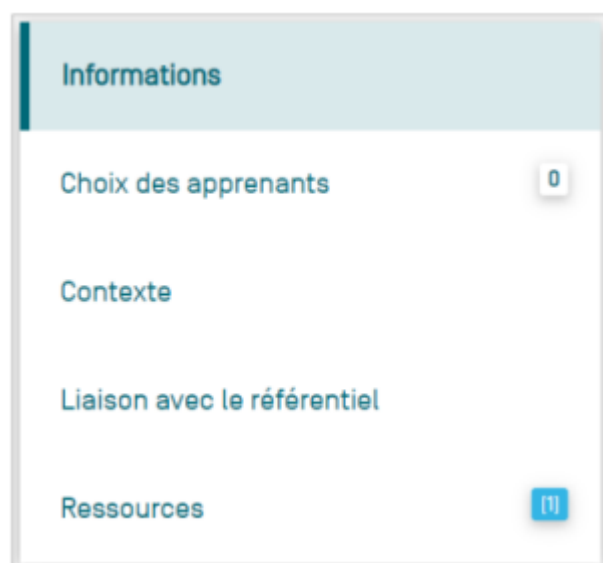 Informations
Choix des apprenants 0
Contexte
Liaison avec le référentiel
Ressources [1]